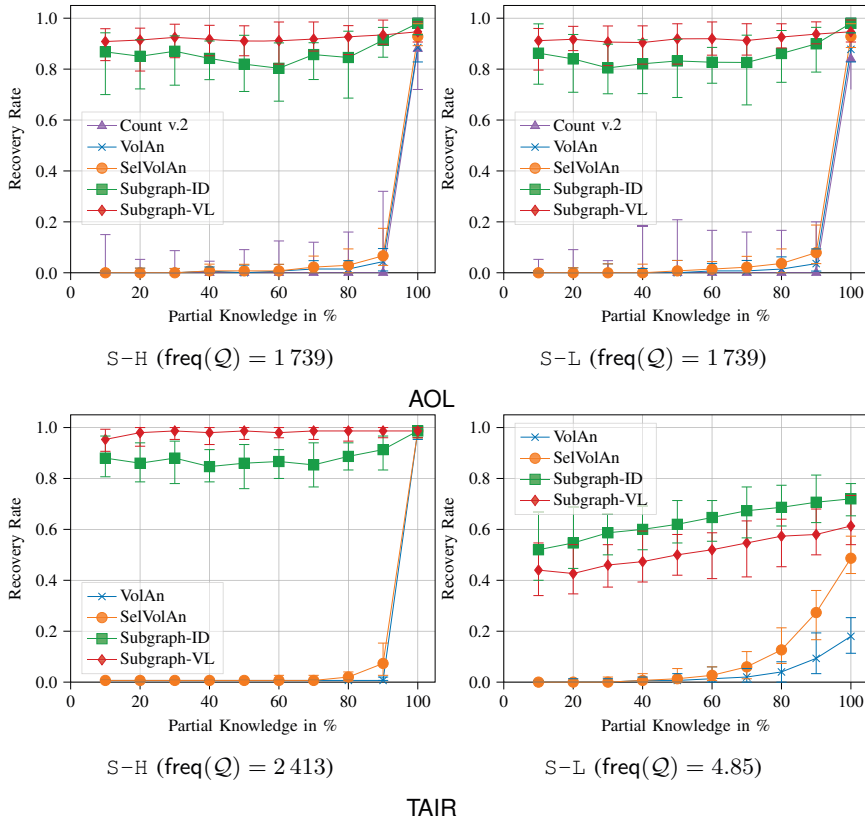 1.0
0.8
0.6
0.4
0.2
0.0
Recovery Rate
Count v.2
VolAn
SelVolAn
Subgraph-ID
Subgraph-VL
0 20 40 60 80 100
Partial Knowledge in %
S-H (freq(𝒬) = 1 739)
1.0
0.8
0.6
0.4
0.2
0.0
Recovery Rate
Count v.2
VolAn
SelVolAn
Subgraph-ID
Subgraph-VL
0 20 40 60 80 100
Partial Knowledge in %
S-L (freq(𝒬) = 1 739)
AOL
1.0
0.8
0.6
0.4
0.2
0.0
Recovery Rate
VolAn
SelVolAn
Subgraph-ID
Subgraph-VL
0 20 40 60 80 100
Partial Knowledge in %
S-H (freq(𝒬) = 2 413)
1.0
0.8
0.6
0.4
0.2
0.0
Recovery Rate
VolAn
SelVolAn
Subgraph-ID
Subgraph-VL
0 20 40 60 80 100
Partial Knowledge in %
S-L (freq(𝒬) = 4.85)
TAIR